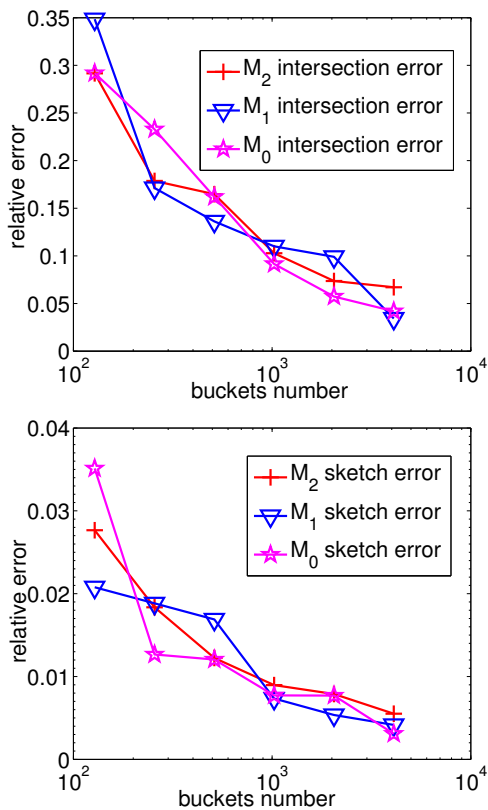 0.35
0.3
0.25
0.2
0.15
0.1
0.05
0
relative error
M2 intersection error
M1 intersection error
M0 intersection error
10^2
10^3
10^4
buckets number
0.04
0.03
0.02
0.01
0
relative error
M2 sketch error
M1 sketch error
M0 sketch error
10^2
10^3
10^4
buckets number